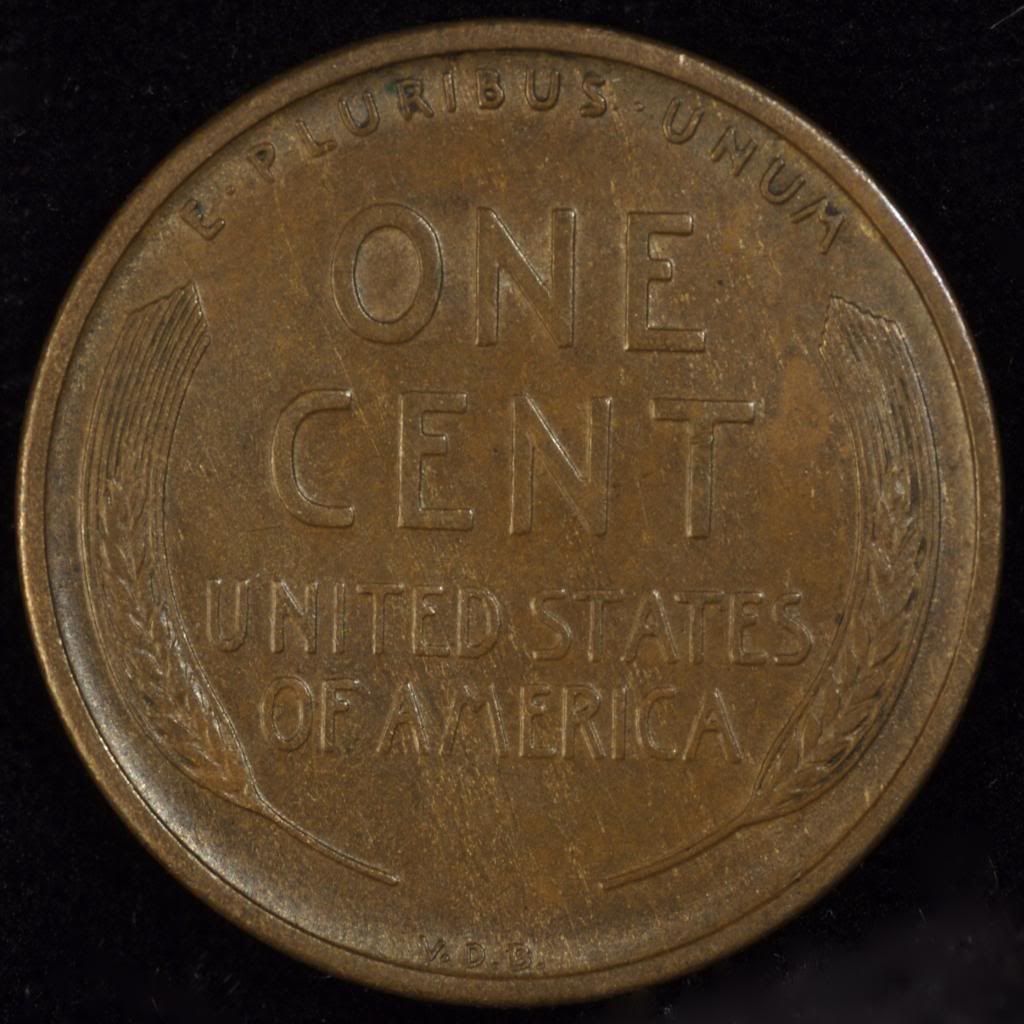 E·PLURIBUS·UNUM
ONE
CENT
UNITED STATES
OF AMERICA
V.D.B.